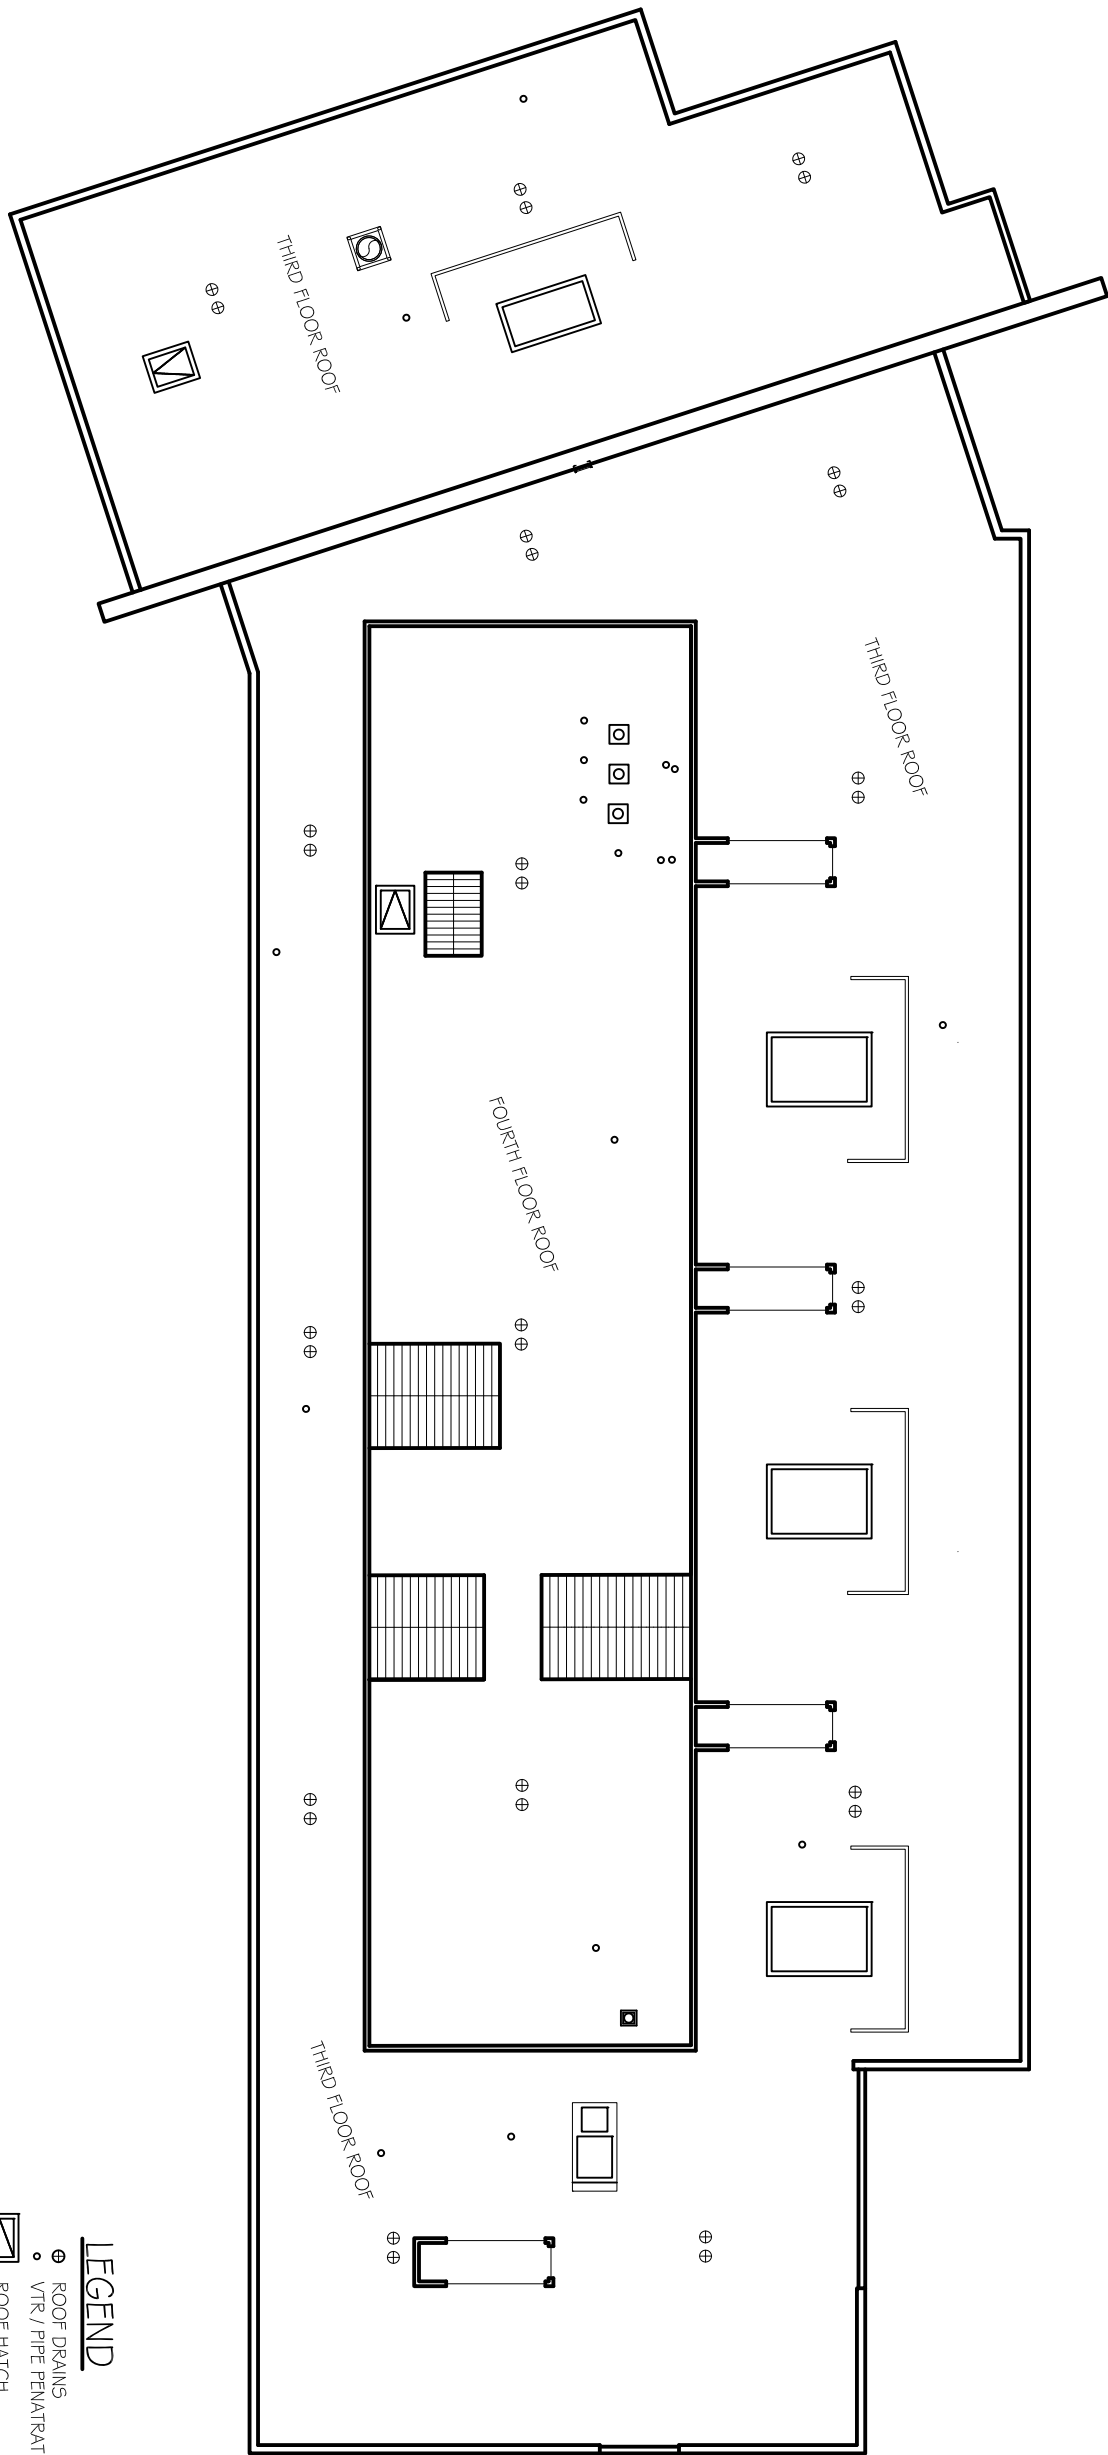 THIRD FLOOR ROOF
THIRD FLOOR ROOF
FOURTH FLOOR ROOF
THIRD FLOOR ROOF
LEGEND
ROOF DRAINS
VTR / PIPE PENATRAT
ROOF HATCH